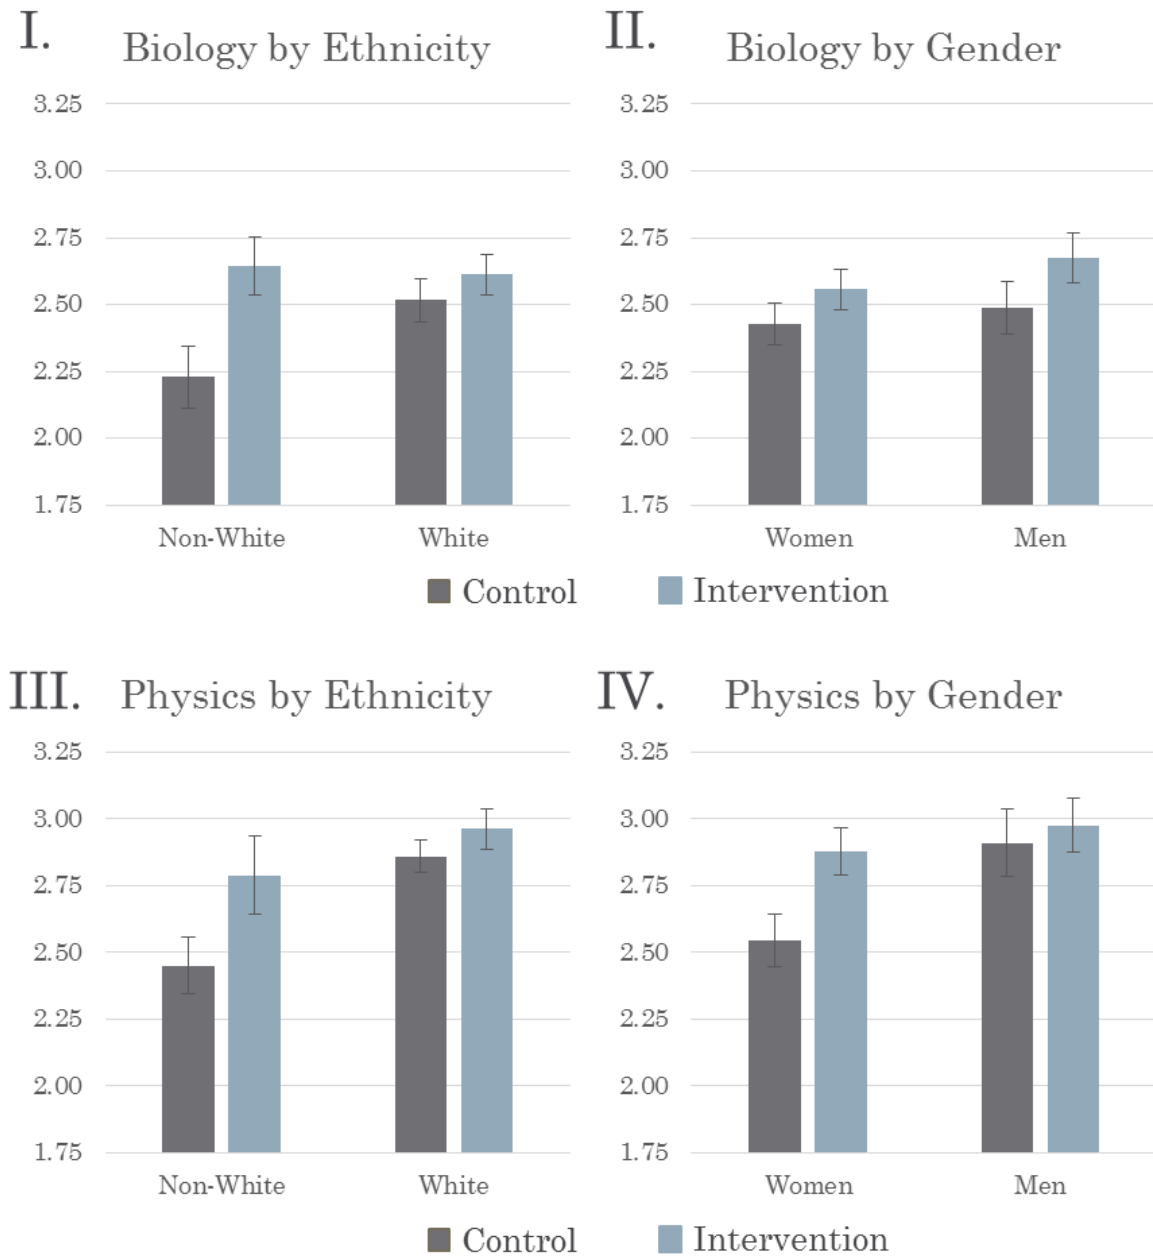 I. Biology by Ethnicity
3.25
3.00
2.75
2.50
2.25
2.00
1.75
Non-White White
II. Biology by Gender
3.25
3.00
2.75
2.50
2.25
2.00
1.75
Women Men
Control Intervention
III. Physics by Ethnicity
3.25
3.00
2.75
2.50
2.25
2.00
1.75
Non-White White
IV. Physics by Gender
3.25
3.00
2.75
2.50
2.25
2.00
1.75
Women Men
Control Intervention